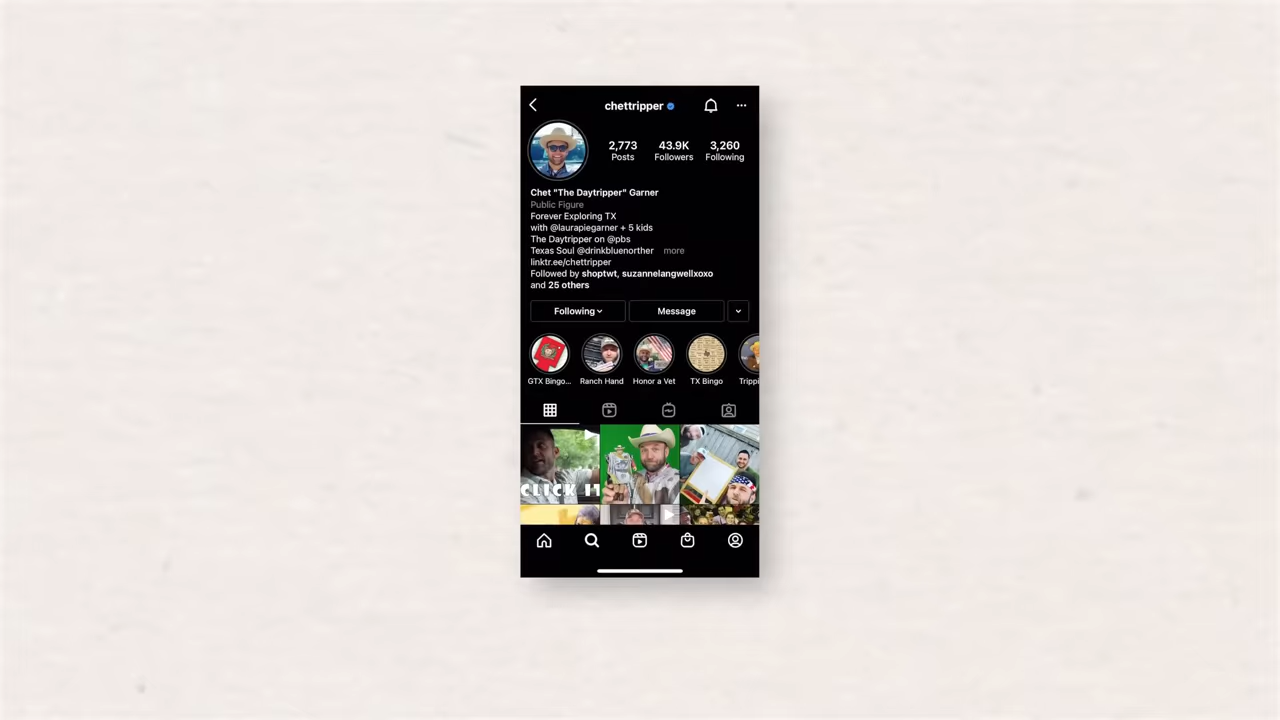 chettripper
2,773 43.9K 3,260
Posts Followers Following
Chet "The Daytripper" Garner
Public Figure
Forever Exploring TX
with @laurapiegarner + 5 kids
The Daytripper on @pbs
Texas Soul @drinkbluenorther more
linktr.ee/chettripper
Followed by shoptwt, suzannelangwellxoxo
and 25 others
Following Message
GTX Bingo... Ranch Hand Honor a Vet TX Bingo Trippi
CLICK IT